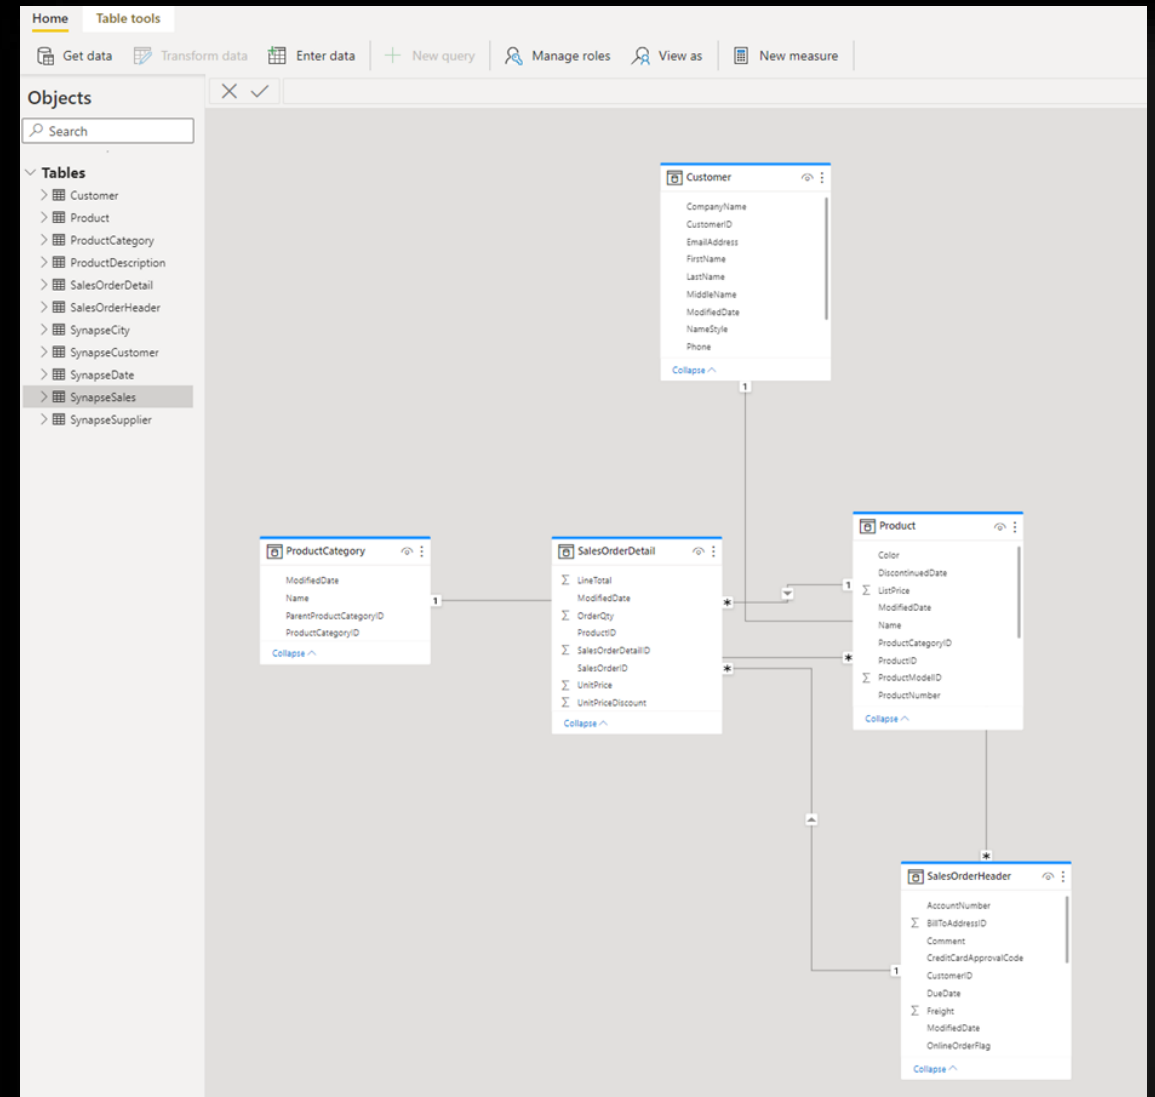 Home Table tools
Get data Transform data Enter data New query Manage roles View as New measure
Objects
Search
Tables
Customer
Product
ProductCategory
ProductDescription
SalesOrderDetail
SalesOrderHeader
SynapseCity
SynapseCustomer
SynapseDate
SynapseSales
SynapseSupplier
Customer
CompanyName
CustomerID
EmailAddress
FirstName
LastName
MiddleName
ModifiedDate
NameStyle
Phone
Collapse
1
ProductCategory
ModifiedDate
Name
ParentProductCategoryID
ProductCategoryID
Collapse
1
SalesOrderDetail
Σ LineTotal
ModifiedDate
Σ OrderQty
ProductID
Σ SalesOrderDetailID
SalesOrderID
Σ UnitPrice
Σ UnitPriceDiscount
Collapse
*
*
Product
Color
DiscontinuedDate
Σ ListPrice
ModifiedDate
Name
ProductCategoryID
ProductID
Σ ProductModelID
ProductNumber
Collapse
1
*
*
SalesOrderHeader
AccountNumber
Σ BillToAddressID
Comment
CreditCardApprovalCode
CustomerID
DueDate
Σ Freight
ModifiedDate
OnlineOrderFlag
Collapse
1